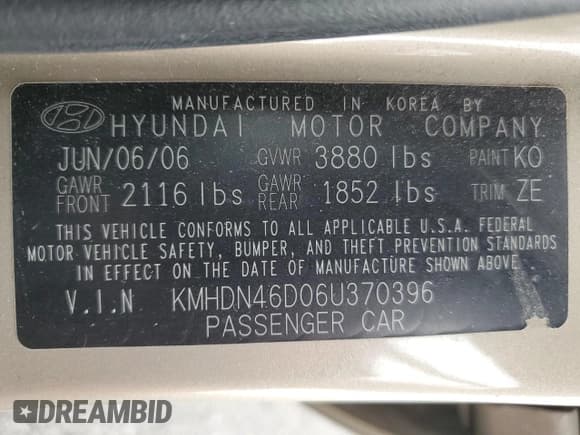 MANUFACTURED IN KOREA BY
HYUNDAI MOTOR COMPANY
JUN/06/06 GVWR 3880 lbs PAINT KO
GAWR FRONT 2116 lbs GAWR REAR 1852 lbs TRIM ZE
THIS VEHICLE CONFORMS TO ALL APPLICABLE U.S.A. FEDERAL
MOTOR VEHICLE SAFETY, BUMPER, AND THEFT PREVENTION STANDARDS
IN EFFECT ON THE DATE OF MANUFACTURE SHOWN ABOVE
V.I.N KMHDN46D06U370396
PASSENGER CAR
DREAMBID